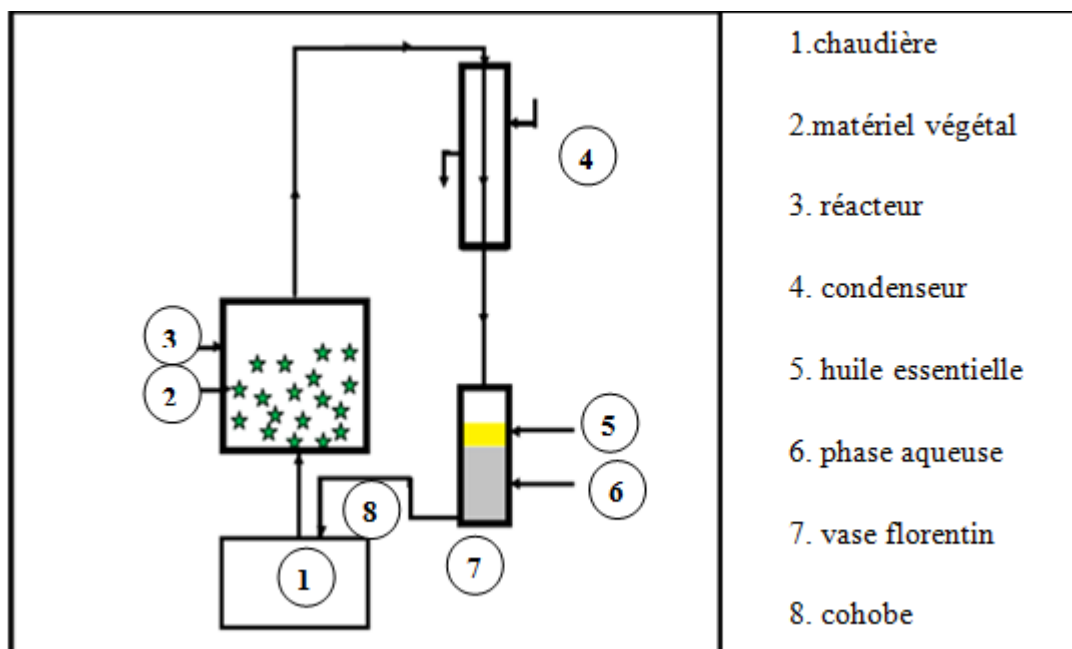 4
3
2
5
6
8
7
1
1.chaudière
2.matériel végétal
3. réacteur
4. condenseur
5. huile essentielle
6. phase aqueuse
7. vase florentin
8. cohobe